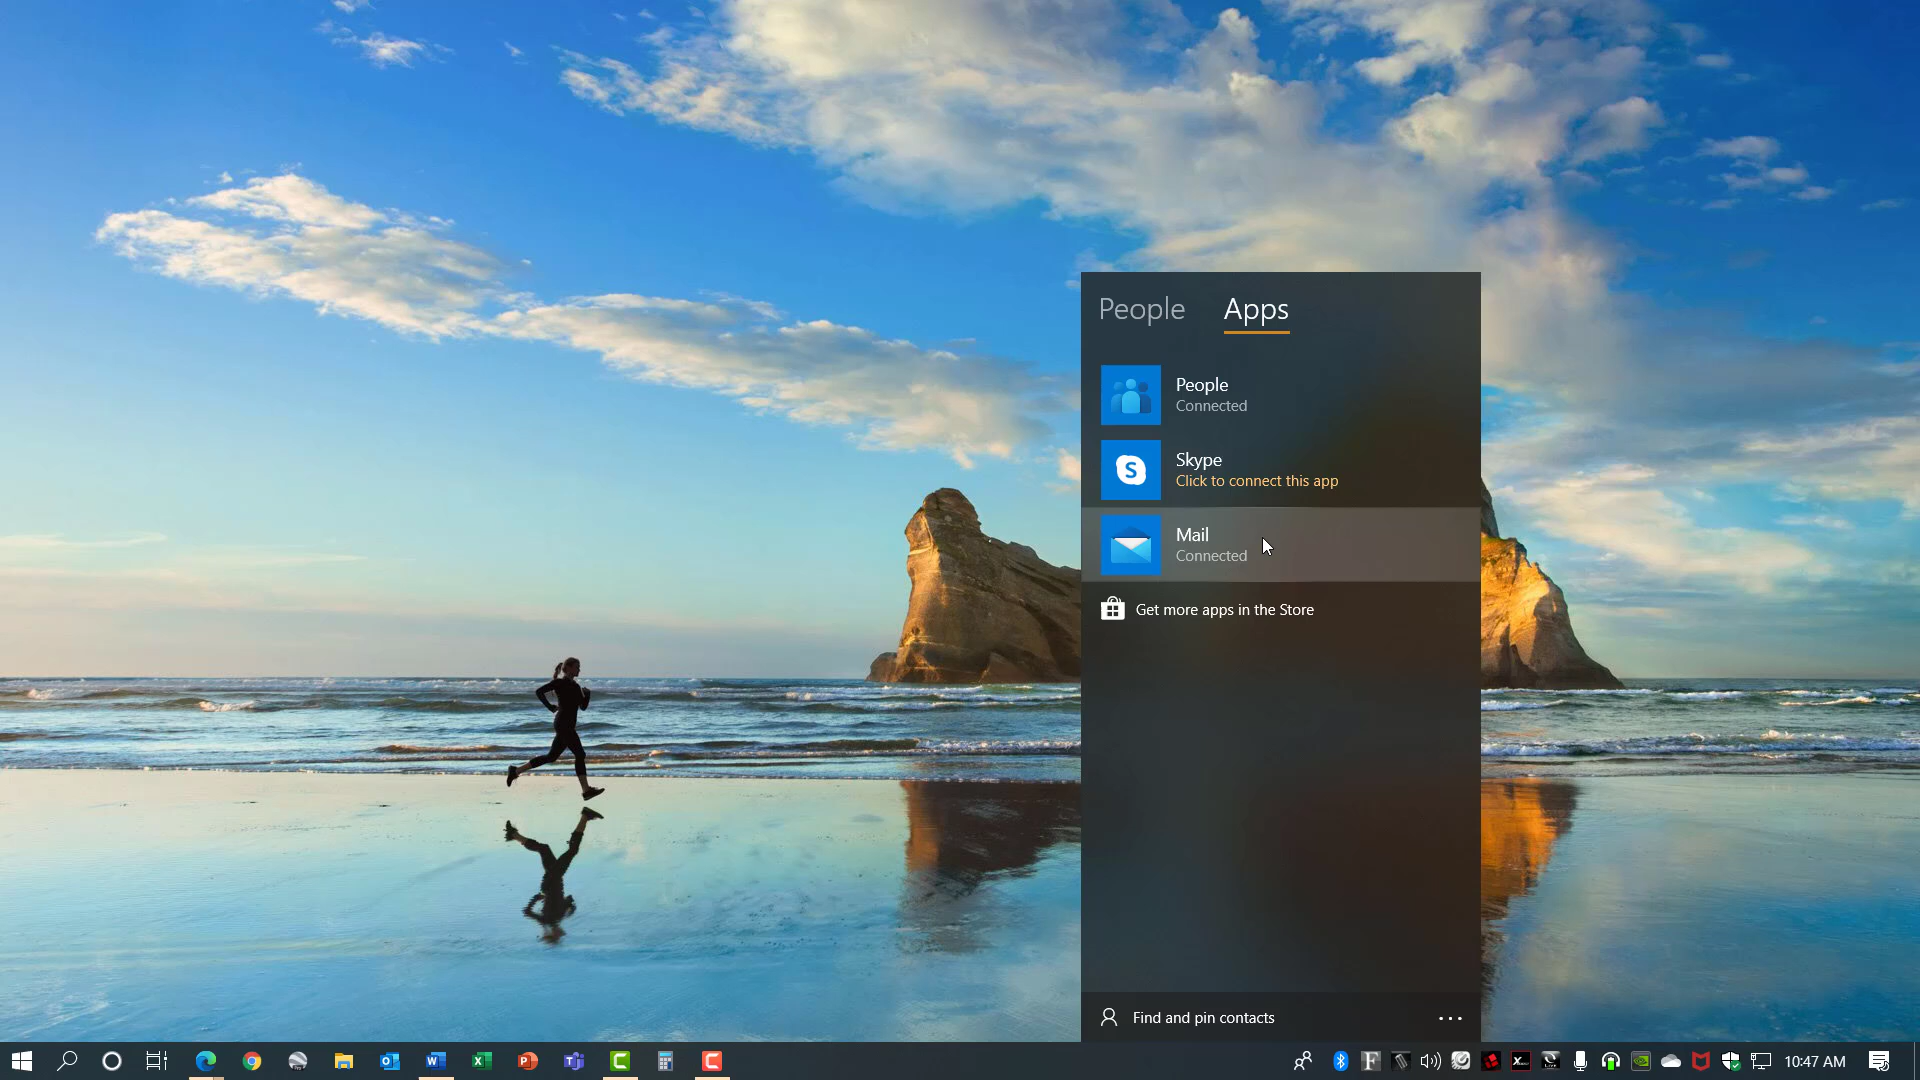 People Apps
People
Connected
Skype
Click to connect this app
Mail
Connected
Get more apps in the Store
Find and pin contacts
10:47 AM